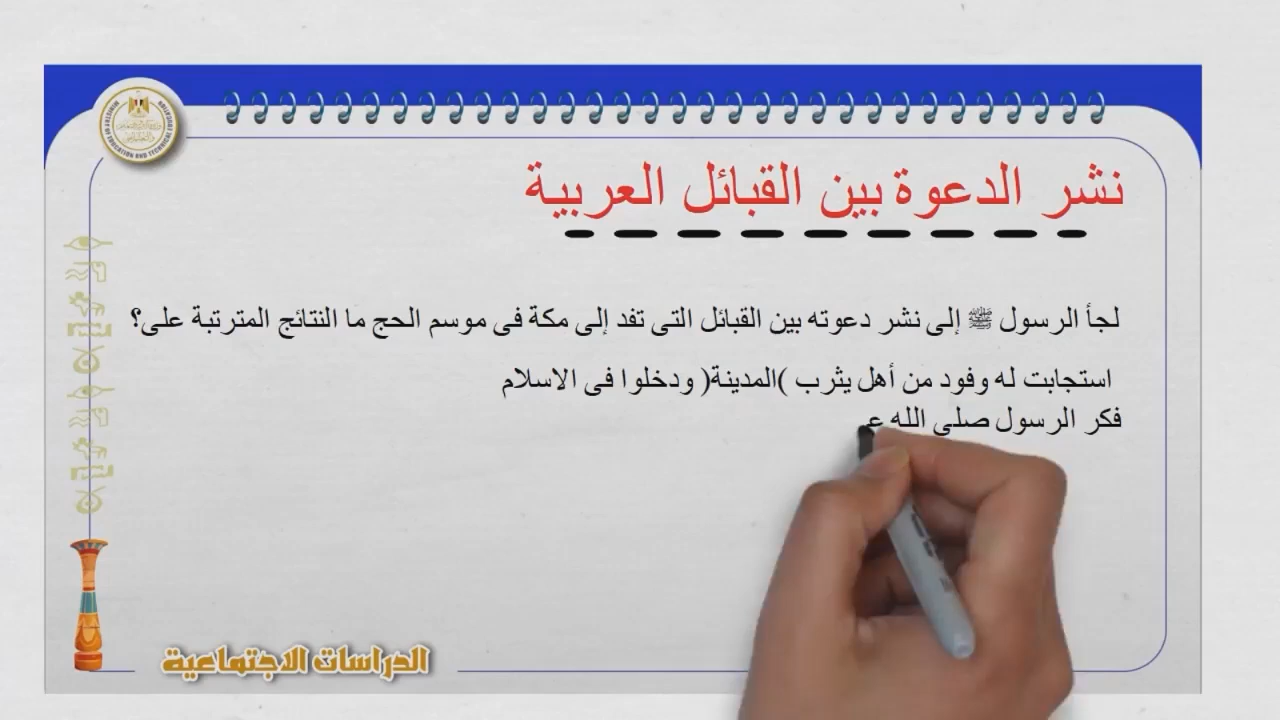 نشر الدعوة بين القبائل العربية
لجأ الرسول ﷺ إلى نشر دعوته بين القبائل التى تفد إلى مكة فى موسم الحج ما النتائج المترتبة على؟
استجابت له وفود من أهل يثرب )المدينة( ودخلوا فى الاسلام
فكر الرسول صلى الله ع
الدراسات الاجتماعية